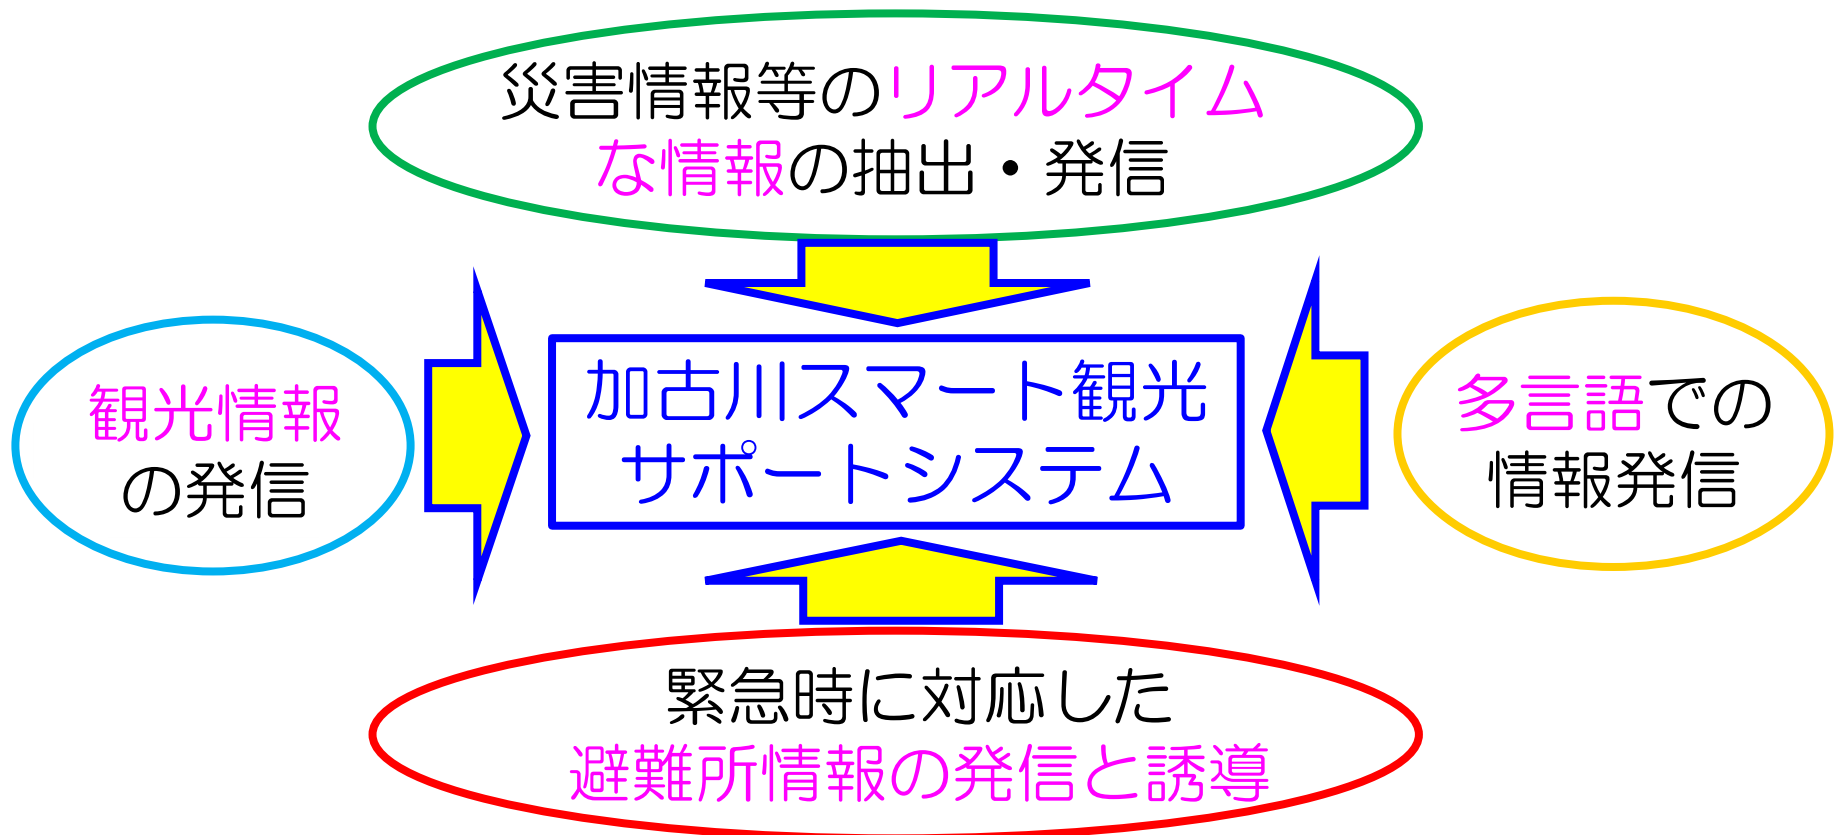 災害情報等のリアルタイム
な情報の抽出・発信
観光情報
の発信
加古川スマート観光
サポートシステム
多言語での
情報発信
緊急時に対応した
避難所情報の発信と誘導